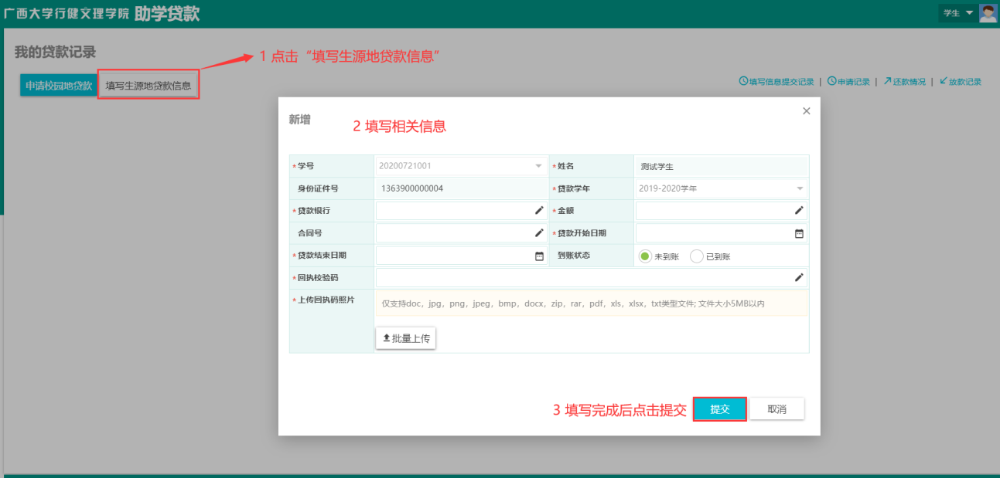 广西大学行健文理学院 助学贷款
学生
我的贷款记录
1 点击“填写生源地贷款信息”
申请校园地贷款 填写生源地贷款信息
填写信息提交记录 | 申请记录 | 还款情况 | 放款记录
新增
2 填写相关信息
*学号 20200721001 *姓名 测试学生
身份证件号 1363900000004 *贷款学年 2019-2020学年
*贷款银行 *金额
合同号 *贷款开始日期
*贷款结束日期 到账状态 未到账 已到账
*回执校验码
*上传回执码照片 仅支持doc，jpg，png，jpeg，bmp，docx，zip，rar，pdf，xls，xlsx，txt类型文件; 文件大小5MB以内
批量上传
3 填写完成后点击提交 提交 取消